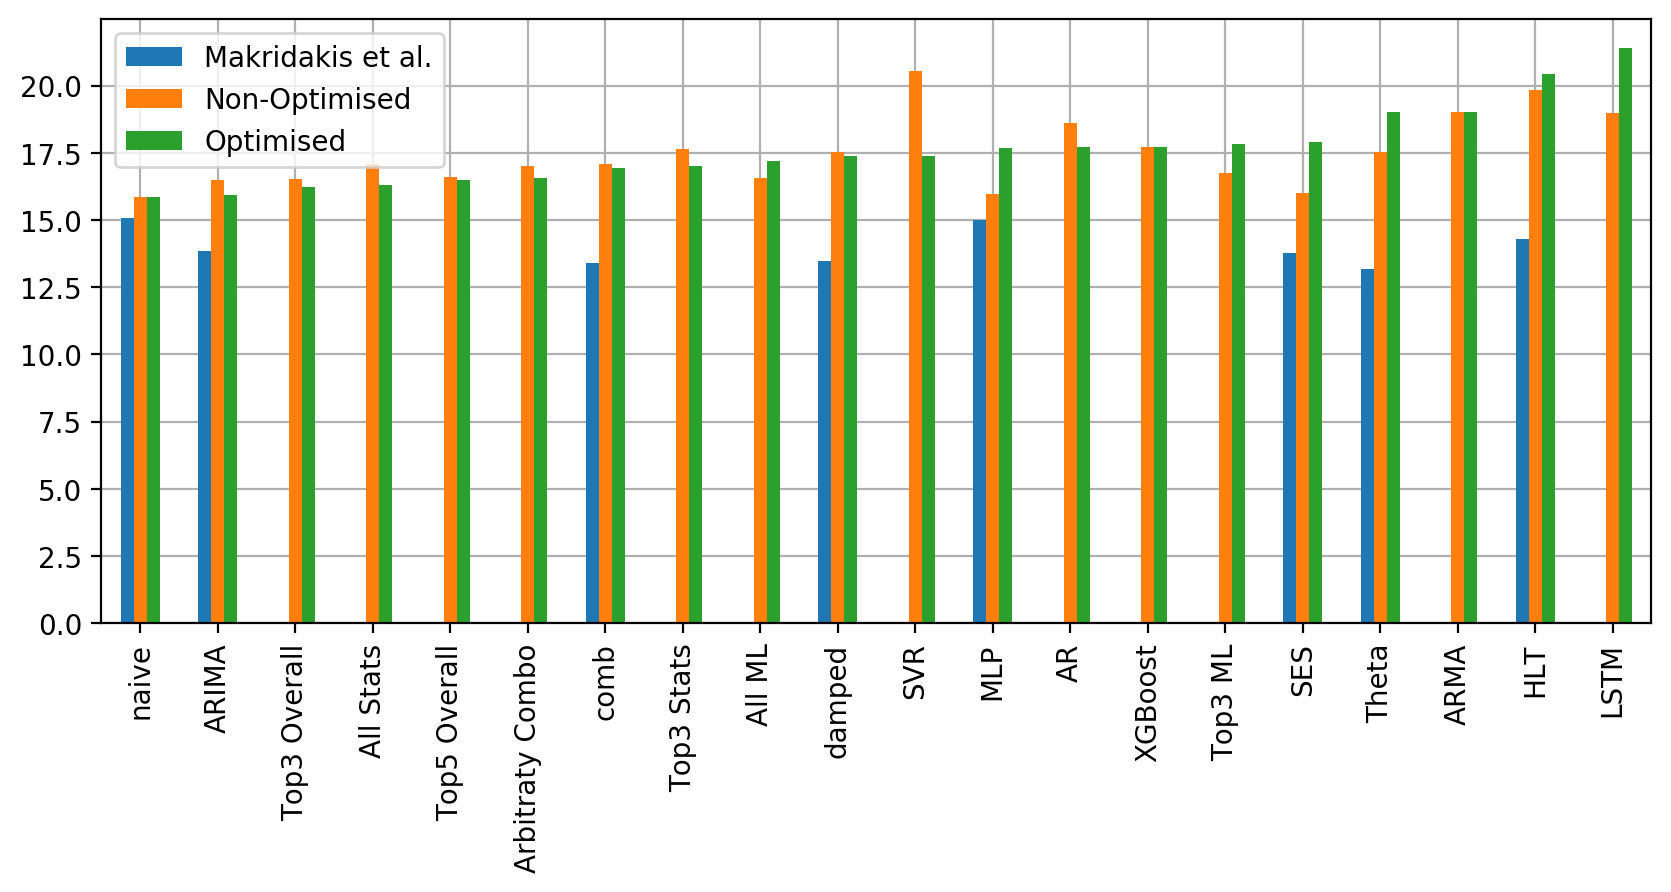 Makridakis et al.
Non-Optimised
Optimised
20.0
17.5
15.0
12.5
10.0
7.5
5.0
2.5
0.0
naive
ARIMA
Top3 Overall
All Stats
Top5 Overall
Arbitraty Combo
comb
Top3 Stats
All ML
damped
SVR
MLP
AR
XGBoost
Top3 ML
SES
Theta
ARMA
HLT
LSTM